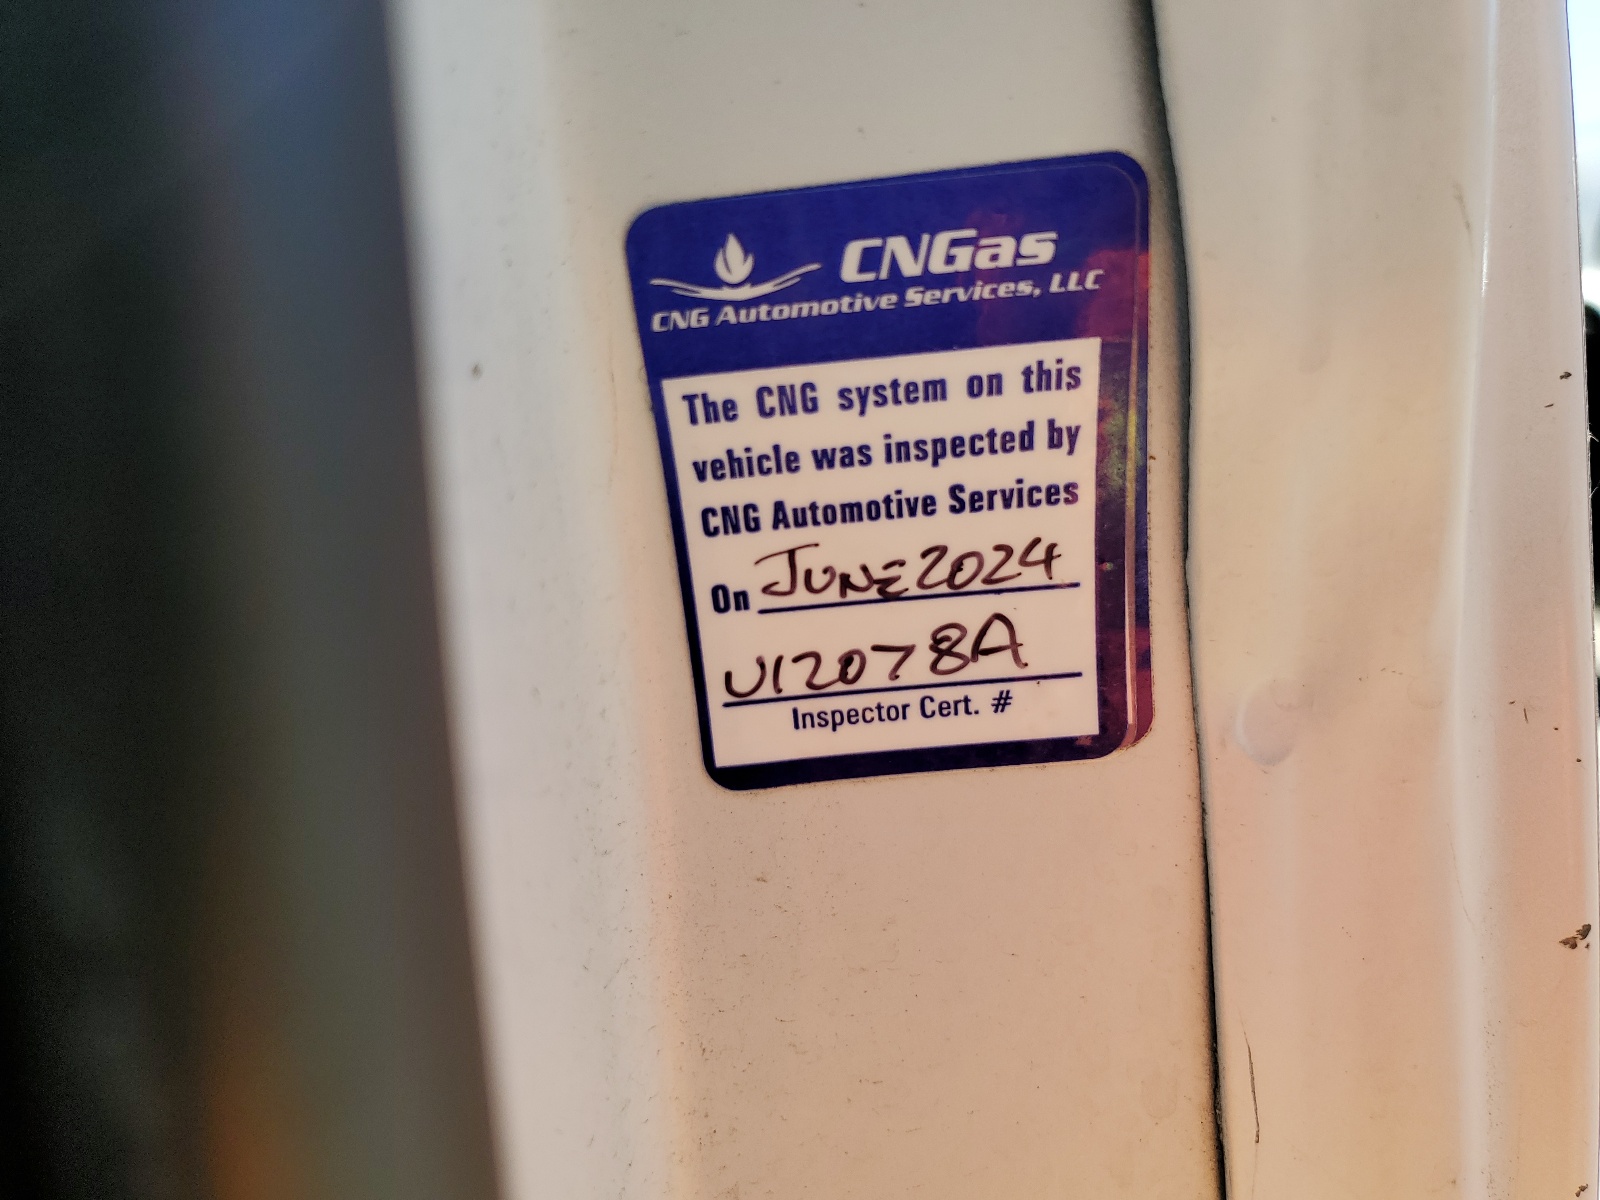 CNGas
CNG Automotive Services, LLC
The CNG system on this
vehicle was inspected by
CNG Automotive Services
On JUNE 2024
U12078A
Inspector Cert. #